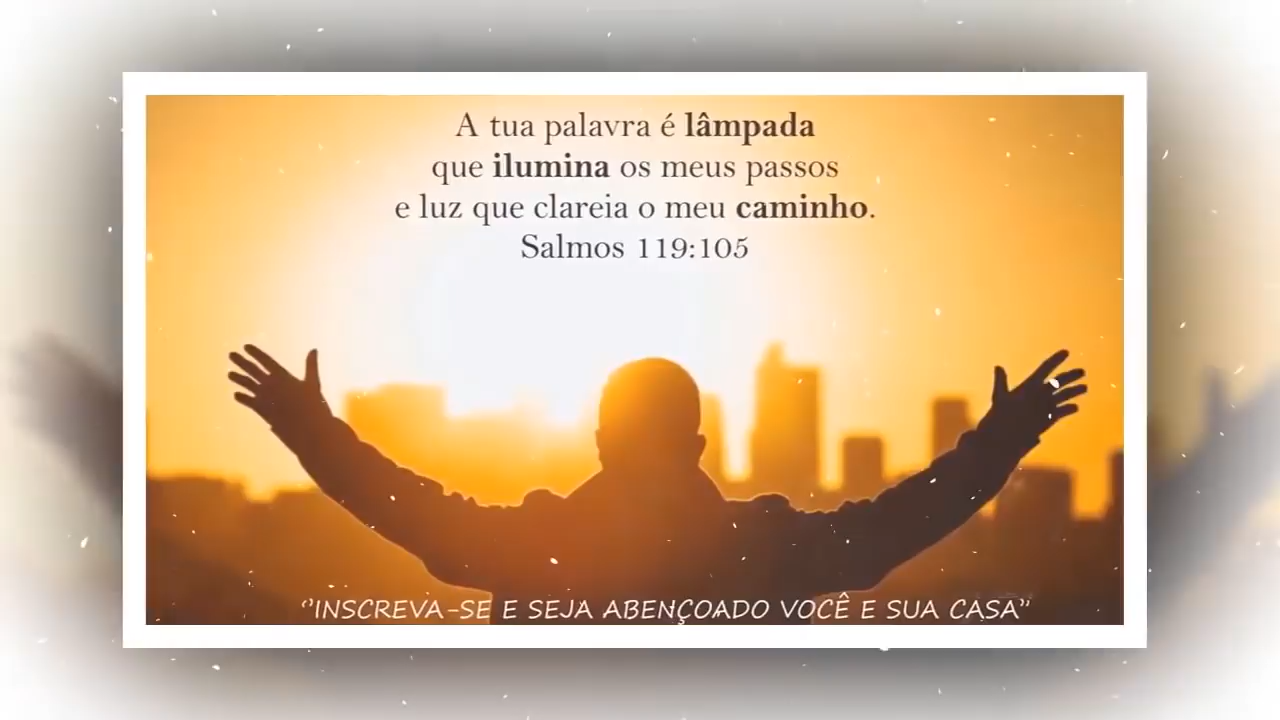 A tua palavra é lâmpada
que ilumina os meus passos
e luz que clareia o meu caminho.
Salmos 119:105
“INSCREVA-SE E SEJA ABENÇOADO VOCÊ E SUA CASA”